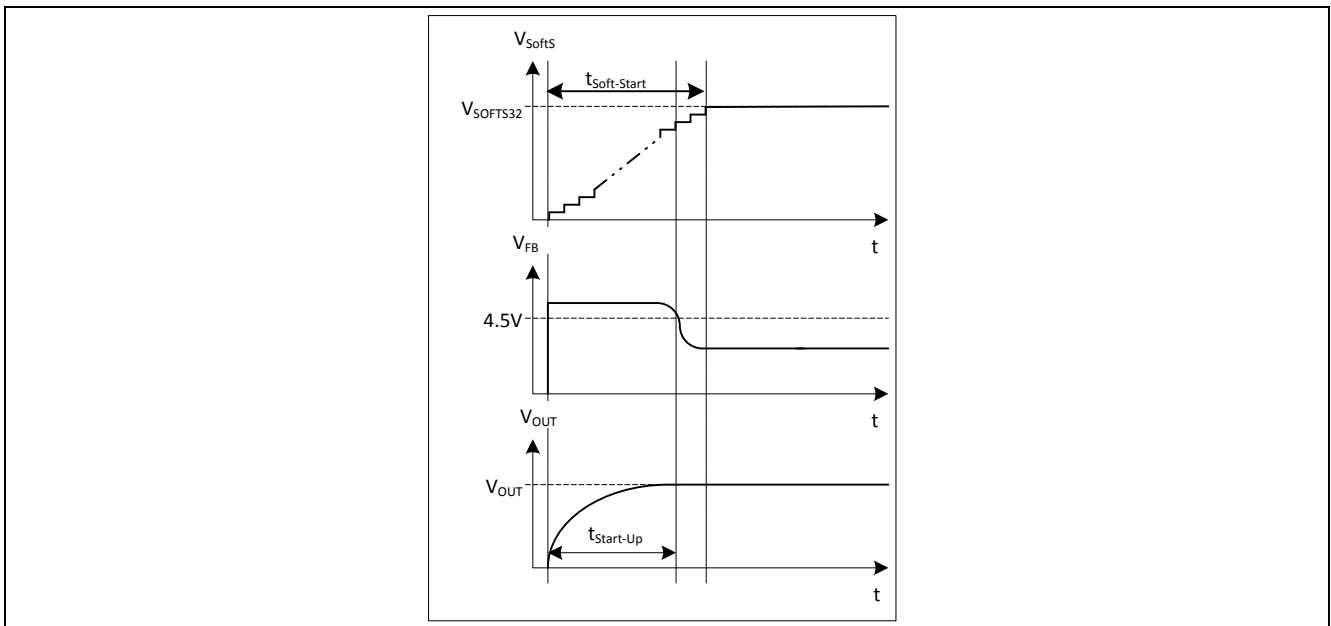 VSoftS
tSoft-Start
VSOFTS32
t
VFB
4.5V
t
VOUT
VOUT
tStart-Up
t